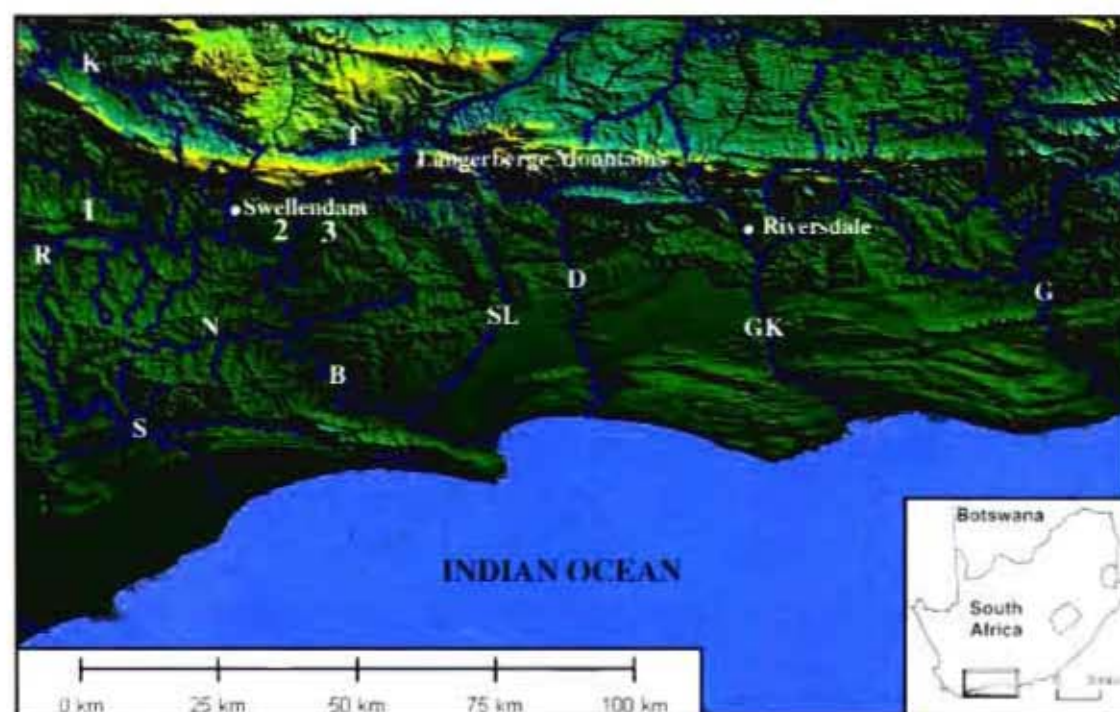 K
T
Langerberge Mountains
1
Swellendam
2 3
Riversdale
R
D
G
N
SL
GK
B
S
INDIAN OCEAN
Botswana
South
Africa
0 km 25 km 50 km 75 km 100 km